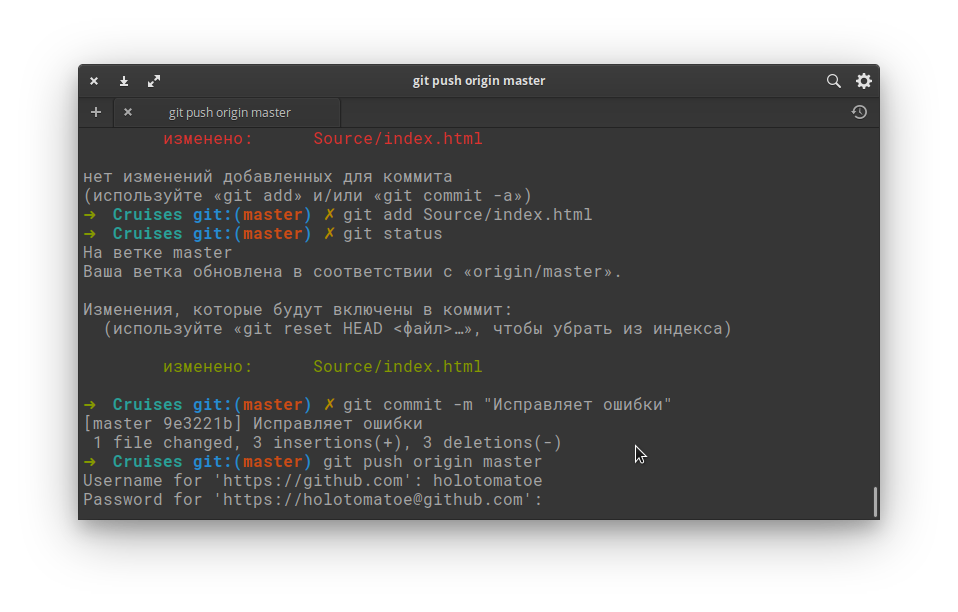 git push origin master
git push origin master
изменено: Source/index.html
нет изменений добавленных для коммита
(используйте «git add» и/или «git commit -a»)
➜ Cruises git:(master) ✗ git add Source/index.html
➜ Cruises git:(master) ✗ git status
На ветке master
Ваша ветка обновлена в соответствии с «origin/master».
Изменения, которые будут включены в коммит:
(используйте «git reset HEAD <файл>…», чтобы убрать из индекса)
изменено: Source/index.html
➜ Cruises git:(master) ✗ git commit -m "Исправляет ошибки"
[master 9e3221b] Исправляет ошибки
1 file changed, 3 insertions(+), 3 deletions(-)
➜ Cruises git:(master) git push origin master
Username for 'https://github.com': holotomatoe
Password for 'https://holotomatoe@github.com':